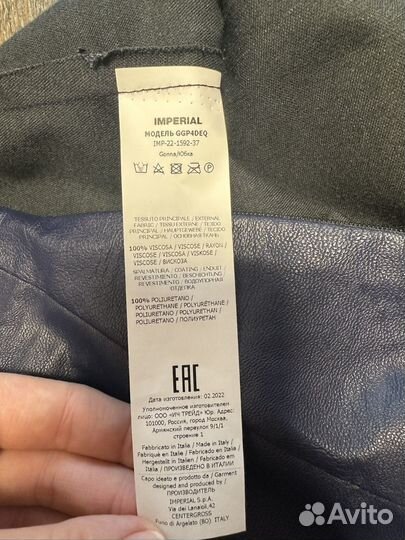 IMPERIAL
МОДЕЛЬ GGP4DEQ
IMP-22-1592-37
Gonna/Юбка
TESSUTO PRINCIPALE / EXTERNAL
FABRIC / TISSU EXTERNE / TEJIDO
PRINCIPAL / HAUPTGEWEBE / TECIDO
PRINCIPAL / ОСНОВНАЯ ТКАНЬ
100% VISCOSA / VISCOSE / RAYON /
VISCOSE / VISCOSA / VISKOSE /
VISCOSE / ВИСКОЗА
SPALMATURA / COATING / ENDUIT /
REVESTIMIENTO / BESCHICHTUNG /
REVESTIMENTO / ВОДОУПОРНАЯ
ОТДЕЛКА
100% POLIURETANO /
POLYURETHANE / POLYURÉTHANE /
POLIURETANO / POLYURETHAN /
POLIURETANO / ПОЛИУРЕТАН
EAC
Дата изготовления: 02.2022
Уполномоченное изготовителем
лицо: ООО «ИЧ ТРЕЙД» Юр. Адрес:
101000, Россия, город Москва,
Армянский переулок 9/1/1
строение 1
Fabbricato in Italia / Made in Italy /
Fabriqué en Italie / Fabricado en Italia /
Hergestellt in Italien / Fabricado em
Itália / ПРОИЗВЕДЕНО В ИТАЛИИ
Capo ideato e prodotto da / Garment
designed and produced by /
ПРОИЗВОДИТЕЛЬ
IMPERIAL S.p.A.
Via dei Lanaioli, 42
CENTERGROSS
Funo di Argelato (BO) ITALY
Avito